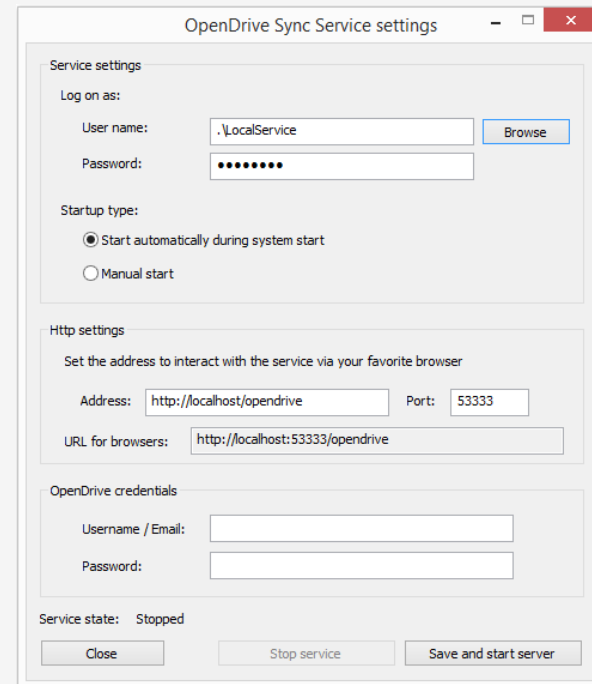 OpenDrive Sync Service settings
Service settings
Log on as:
User name: .\LocalService Browse
Password: ••••••••
Startup type:
Start automatically during system start
Manual start
Http settings
Set the address to interact with the service via your favorite browser
Address: http://localhost/opendrive Port: 53333
URL for browsers: http://localhost:53333/opendrive
OpenDrive credentials
Username / Email:
Password:
Service state: Stopped
Close Stop service Save and start server